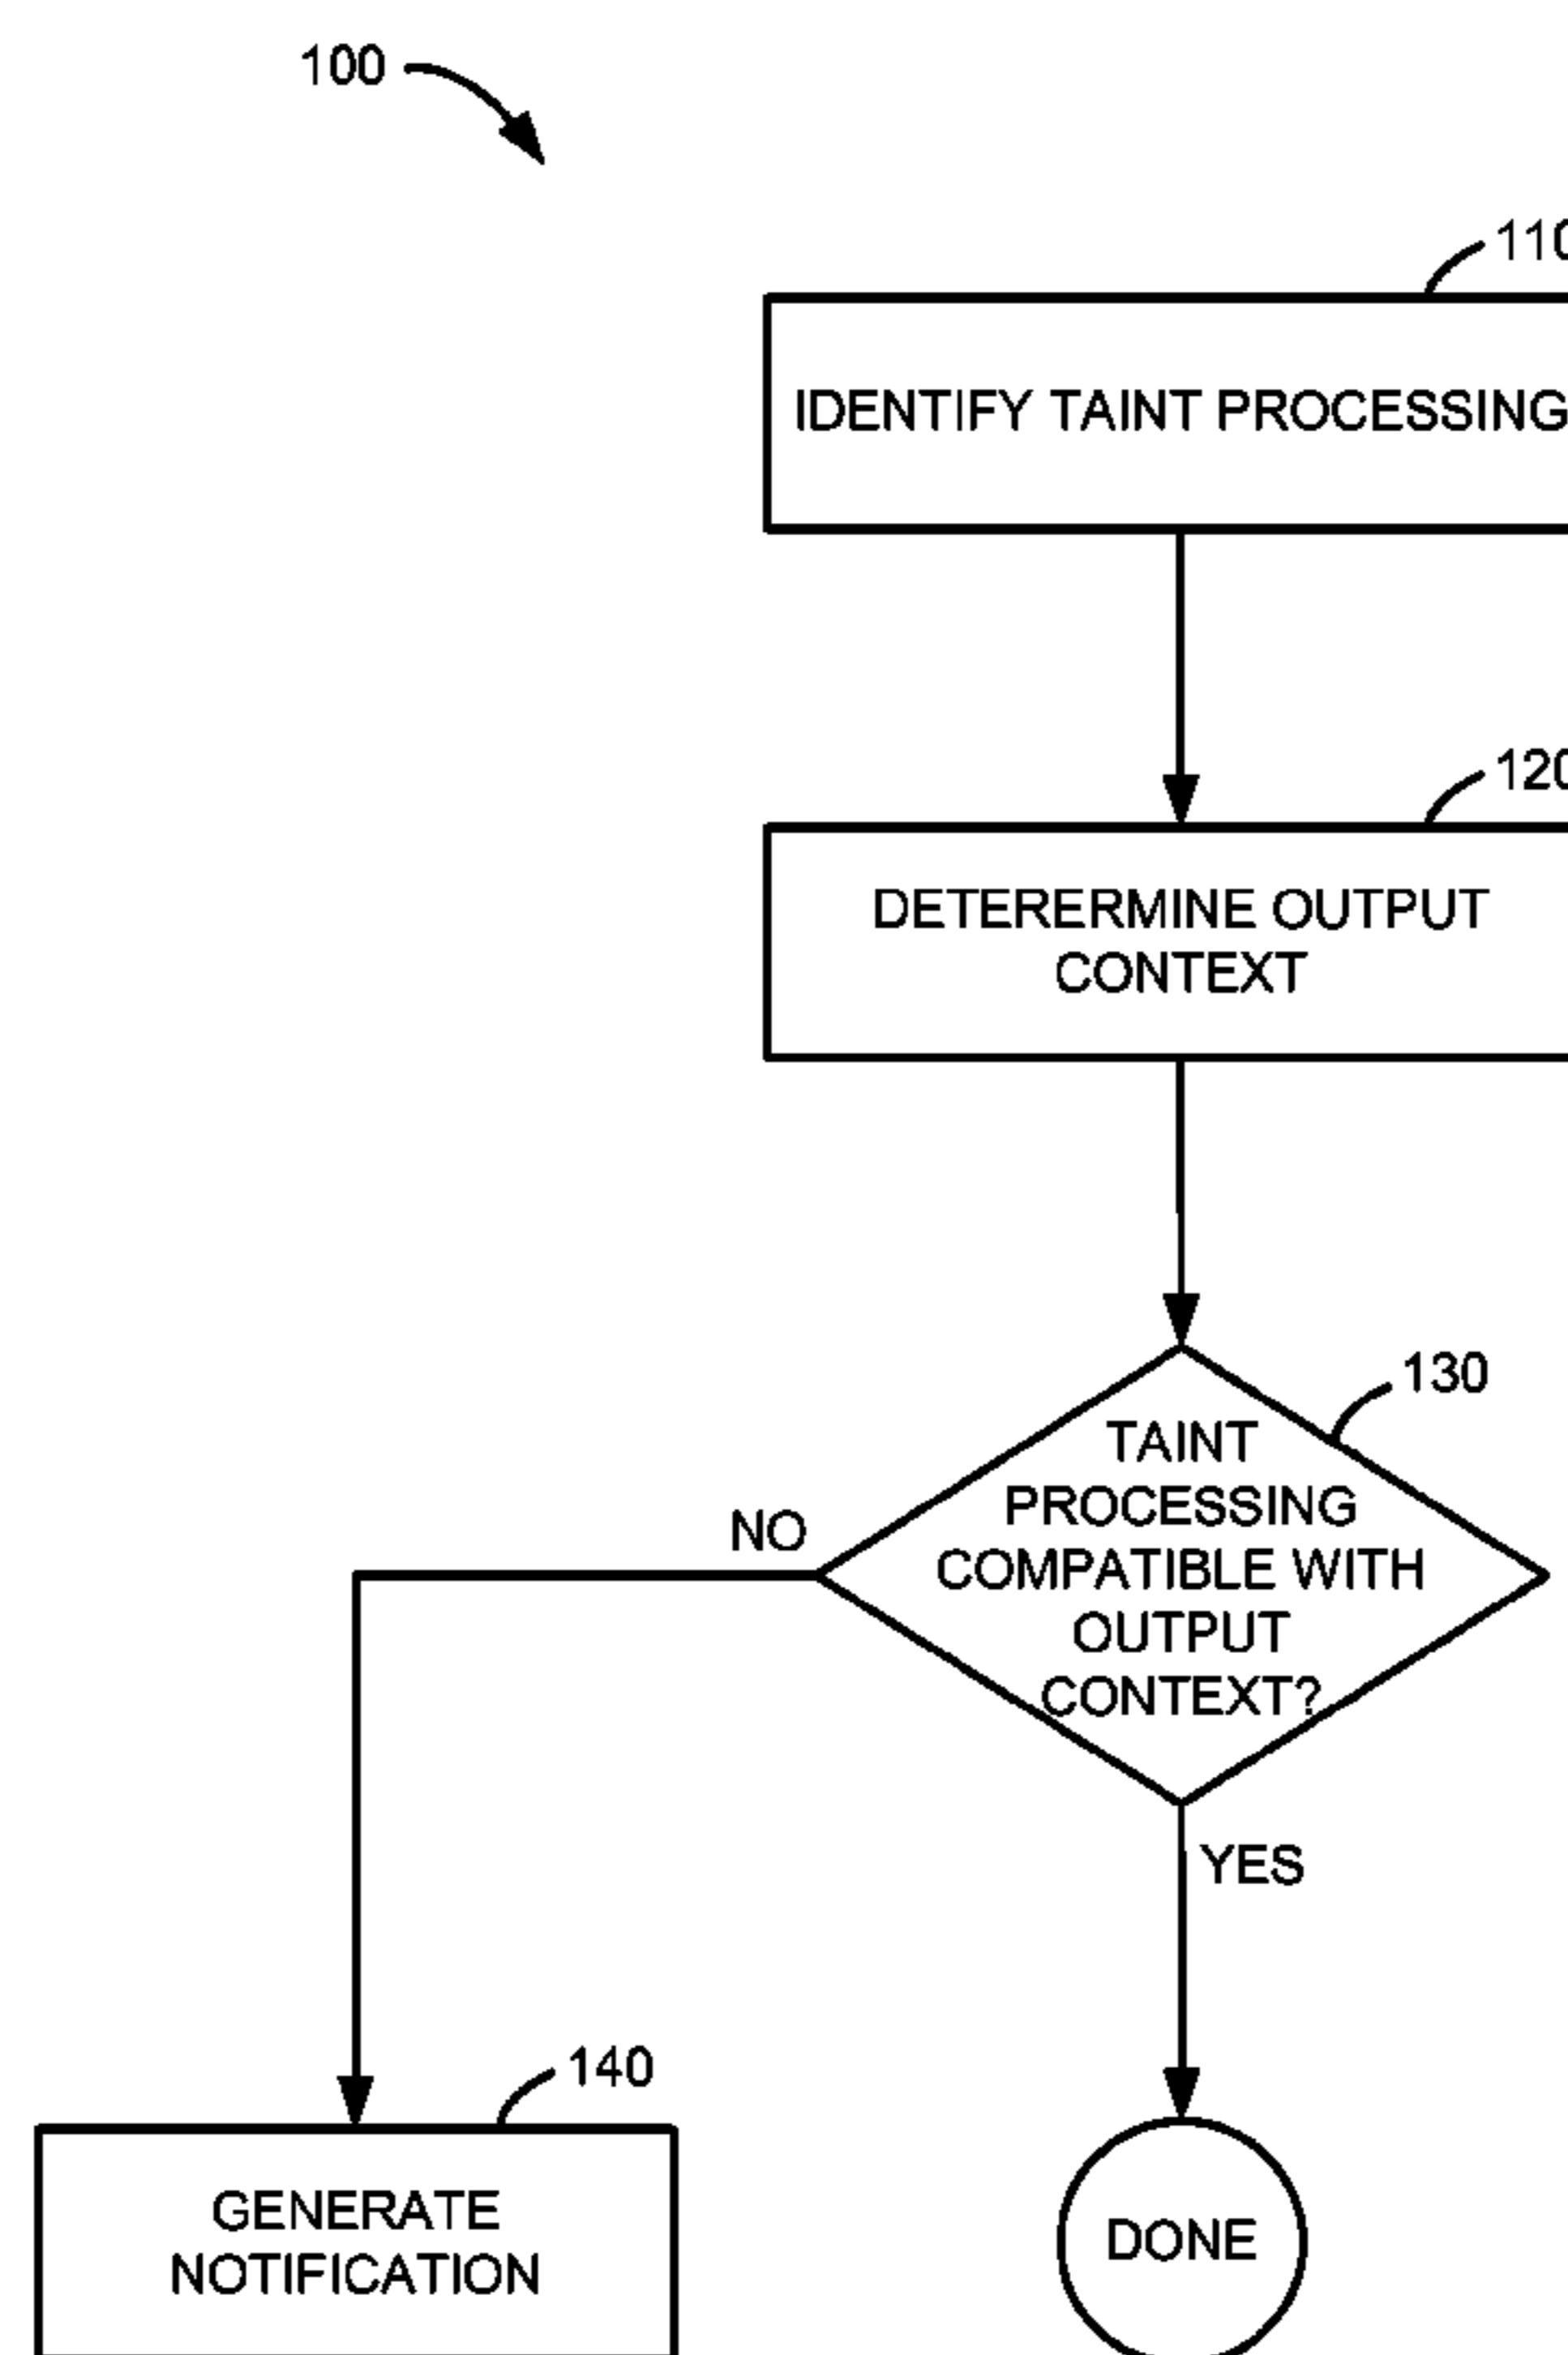 100
110
IDENTIFY TAINT PROCESSING
120
DETERERMINE OUTPUT
CONTEXT
130
TAINT
PROCESSING
COMPATIBLE WITH
OUTPUT
CONTEXT?
NO
YES
140
GENERATE
NOTIFICATION
DONE